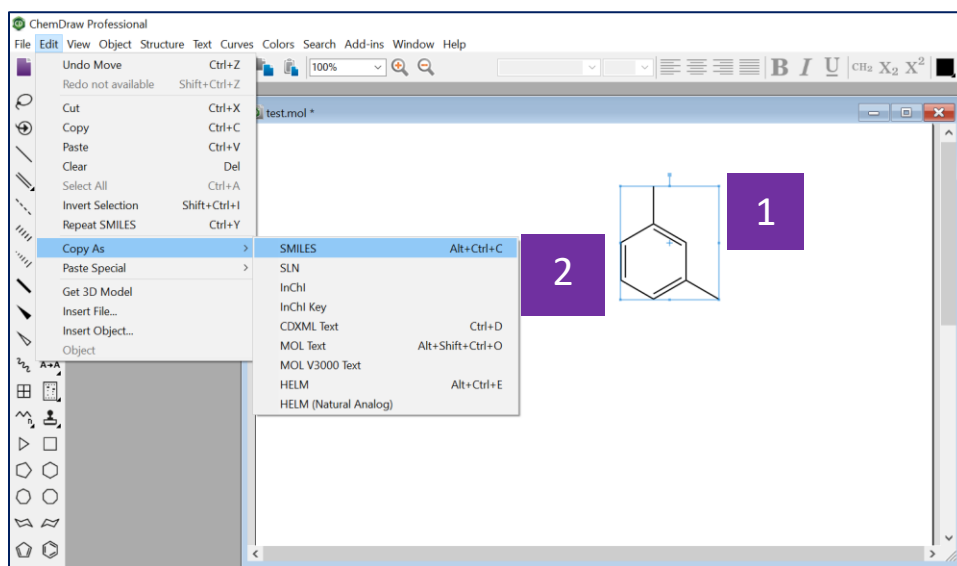 ChemDraw Professional
File Edit View Object Structure Text Curves Colors Search Add-ins Window Help
Undo Move Ctrl+Z
Redo not available Shift+Ctrl+Z
Cut Ctrl+X
Copy Ctrl+C
Paste Ctrl+V
Clear Del
Select All Ctrl+A
Invert Selection Shift+Ctrl+I
Repeat SMILES Ctrl+Y
Copy As >
Paste Special >
Get 3D Model
Insert File...
Insert Object...
Object
100%
B I U CH₂ X₂ X²
test.mol *
1
2
SMILES Alt+Ctrl+C
SLN
InChI
InChI Key
CDXML Text Ctrl+D
MOL Text Alt+Shift+Ctrl+O
MOL V3000 Text
HELM Alt+Ctrl+E
HELM (Natural Analog)
A→A